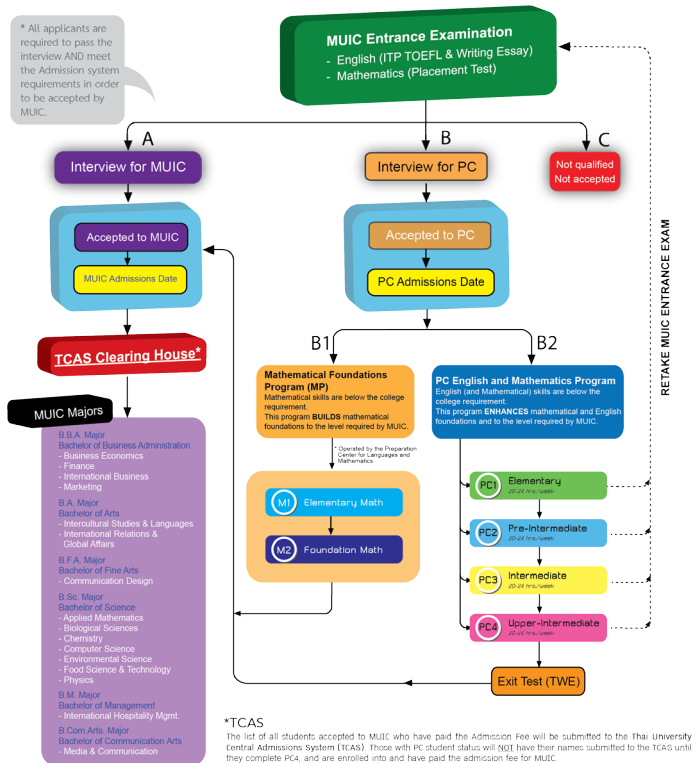 * All applicants are
required to pass the
interview AND meet
the Admission system
requirements in order
to be accepted by
MUIC.
MUIC Entrance Examination
- English (ITP TOEFL & Writing Essay)
- Mathematics (Placement Test)
A
B
C
Interview for MUIC
Interview for PC
Not qualified
Not accepted
Accepted to MUIC
MUIC Admissions Date
Accepted to PC
PC Admissions Date
RETAKE MUIC ENTRANCE EXAM
TCAS Clearing House*
B1
B2
Mathematical Foundations
Program (MP)
Mathematical skills are below the college
requirement.
This program BUILDS mathematical
foundations to the level required by MUIC.
PC English and Mathematics Program
English (and Mathematical) skills are below the
college requirement.
This program ENHANCES mathematical and English
foundations and to the level required by MUIC.
* Operated by the Preparation
Center for Languages and
Mathematics
M1 Elementary Math
M2 Foundation Math
PC1 Elementary
20-24 hrs/week
PC2 Pre-Intermediate
20-24 hrs/week
PC3 Intermediate
20-24 hrs/week
PC4 Upper-Intermediate
20-24 hrs/week
Exit Test (TWE)
MUIC Majors
B.B.A. Major
Bachelor of Business Administration
- Business Economics
- Finance
- International Business
- Marketing
B.A. Major
Bachelor of Arts
- Intercultural Studies & Languages
- International Relations &
Global Affairs
B.F.A. Major
Bachelor of Fine Arts
- Communication Design
B.Sc. Major
Bachelor of Science
- Applied Mathematics
- Biological Sciences
- Chemistry
- Computer Science
- Environmental Science
- Food Science & Technology
- Physics
B.M. Major
Bachelor of Management
- International Hospitality Mgmt.
B.Com.Arts. Major
Bachelor of Communication Arts
- Media & Communication
*TCAS
The list of all students accepted to MUIC who have paid the Admission Fee will be submitted to the Thai University
Central Admissions System (TCAS). Those with PC student status will NOT have their names submitted to the TCAS until
they complete PC4, and are enrolled into and have paid the admission fee for MUIC.